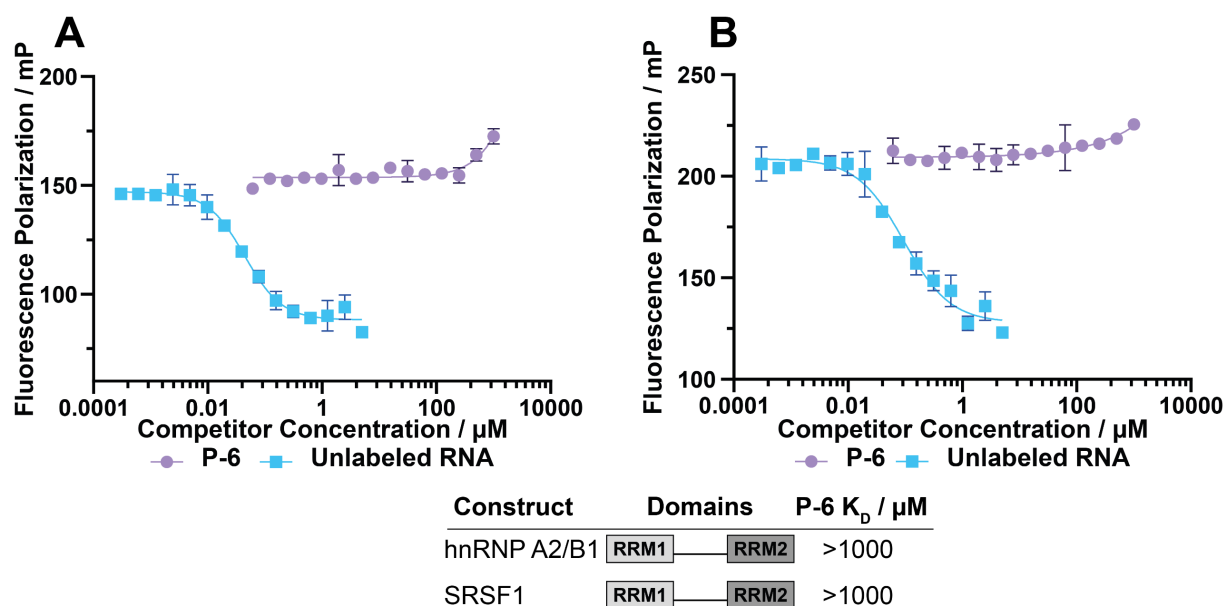 A
Fluorescence Polarization / mP
200
150
100
0.0001
0.01
1
100
10000
Competitor Concentration / µM
P-6
Unlabeled RNA
B
Fluorescence Polarization / mP
250
200
150
100
0.0001
0.01
1
100
10000
Competitor Concentration / µM
P-6
Unlabeled RNA
Construct Domains P-6 K_D / µM
hnRNP A2/B1 RRM1 RRM2 >1000
SRSF1 RRM1 RRM2 >1000